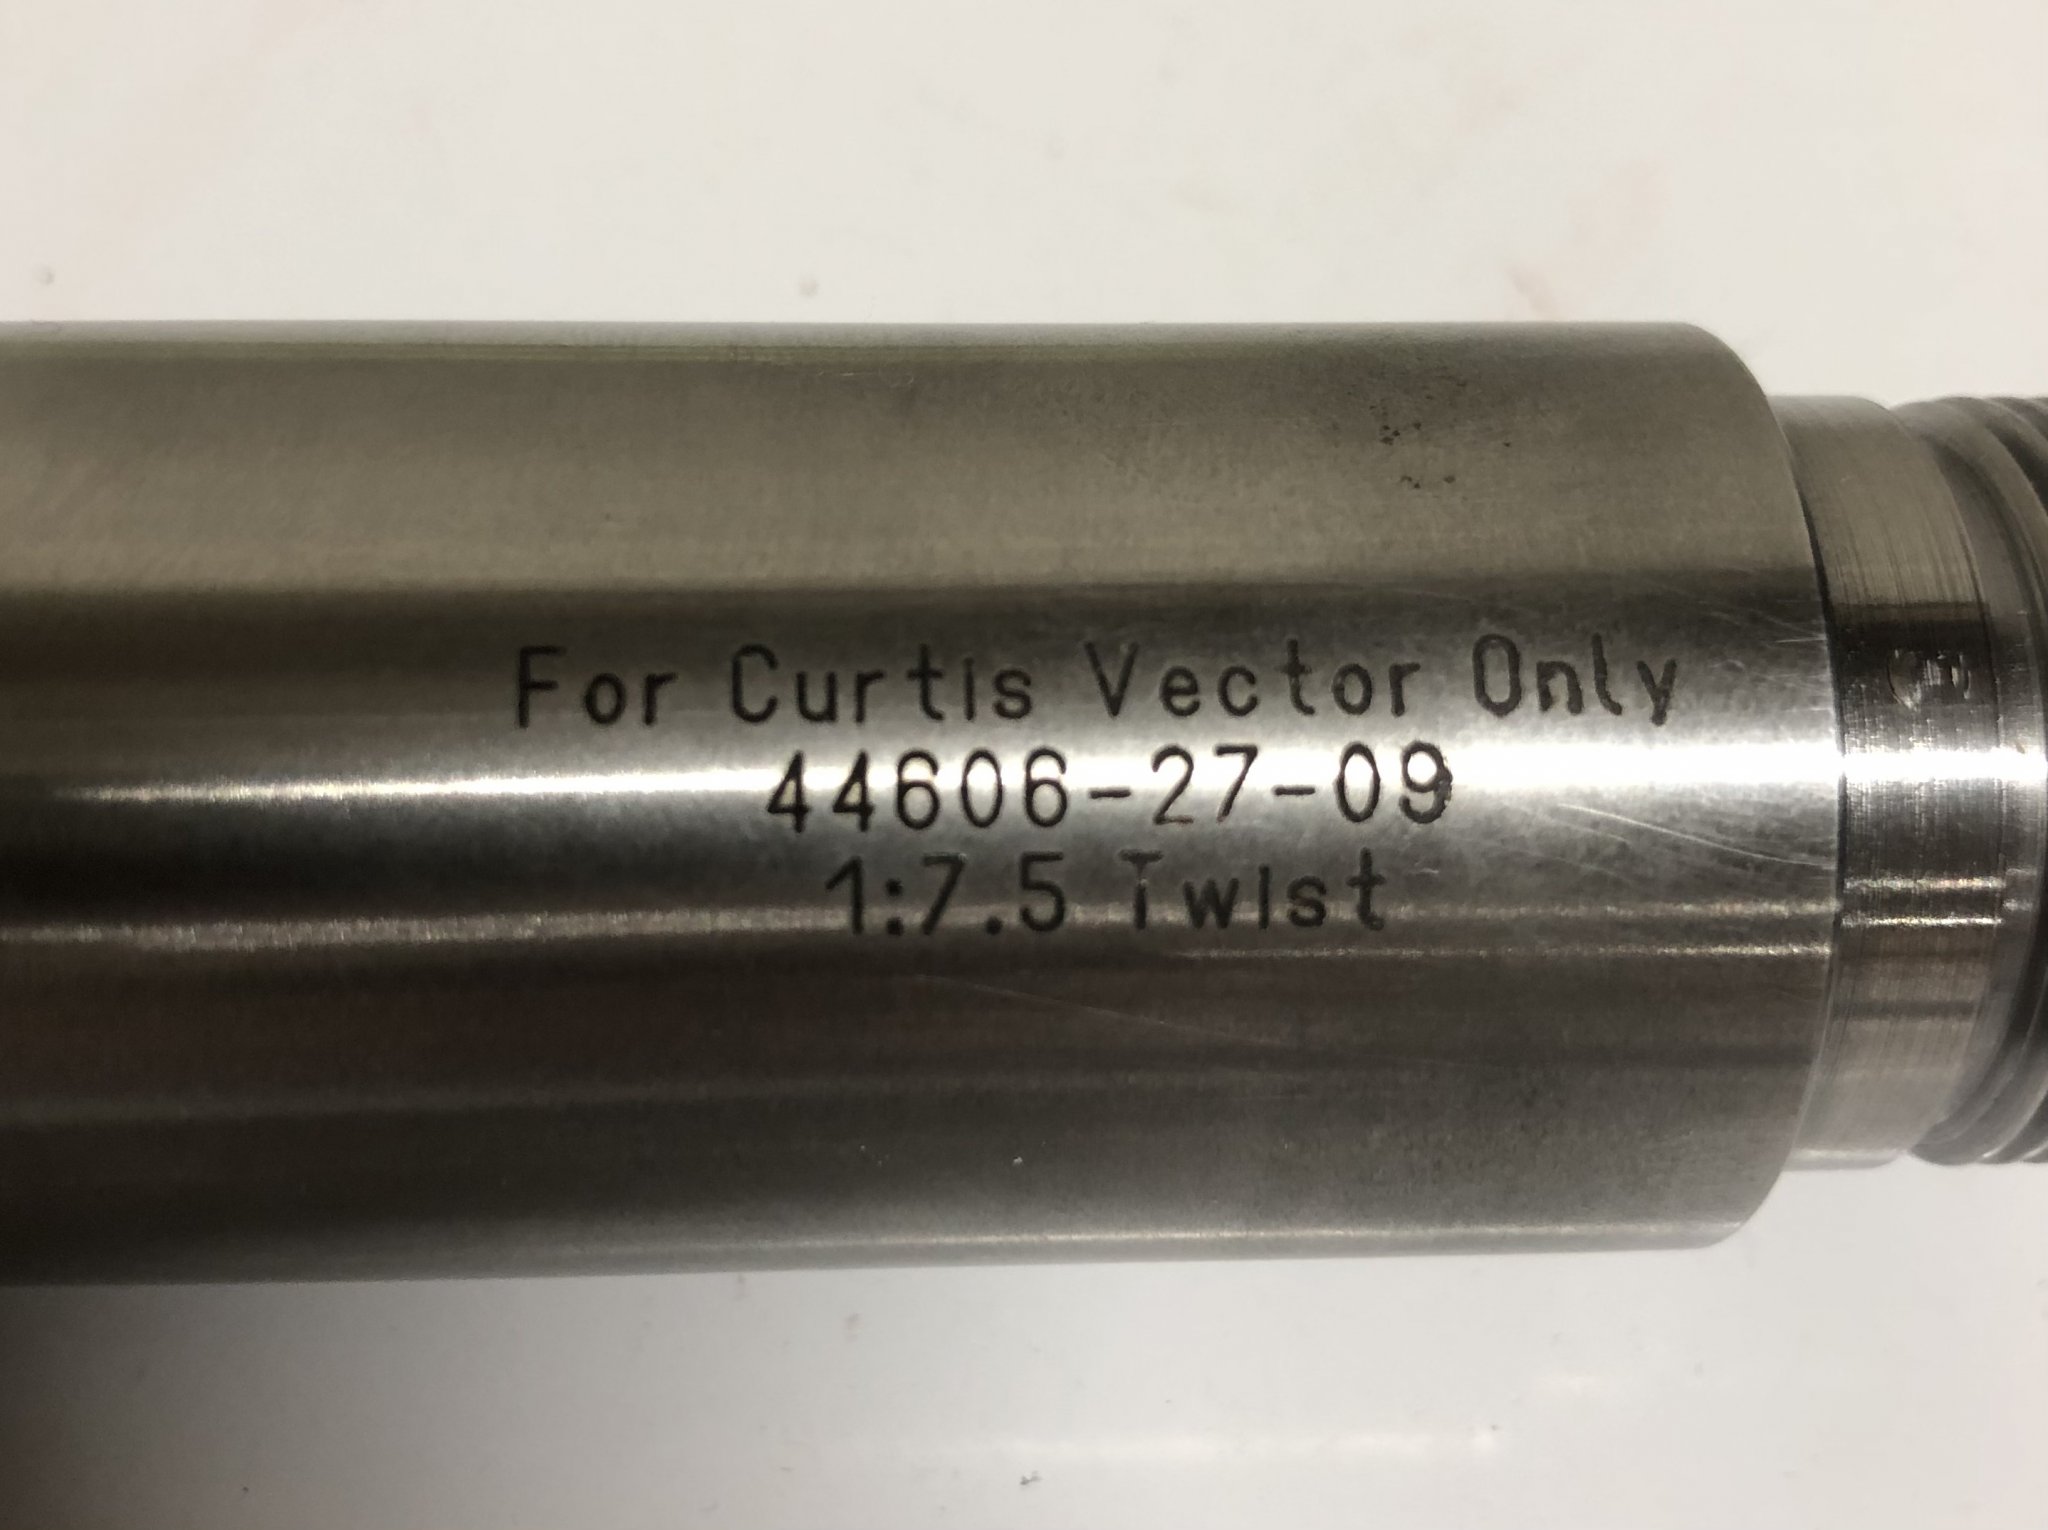 For Curtis Vector Only
44606-27-09
1:7.5 Twist